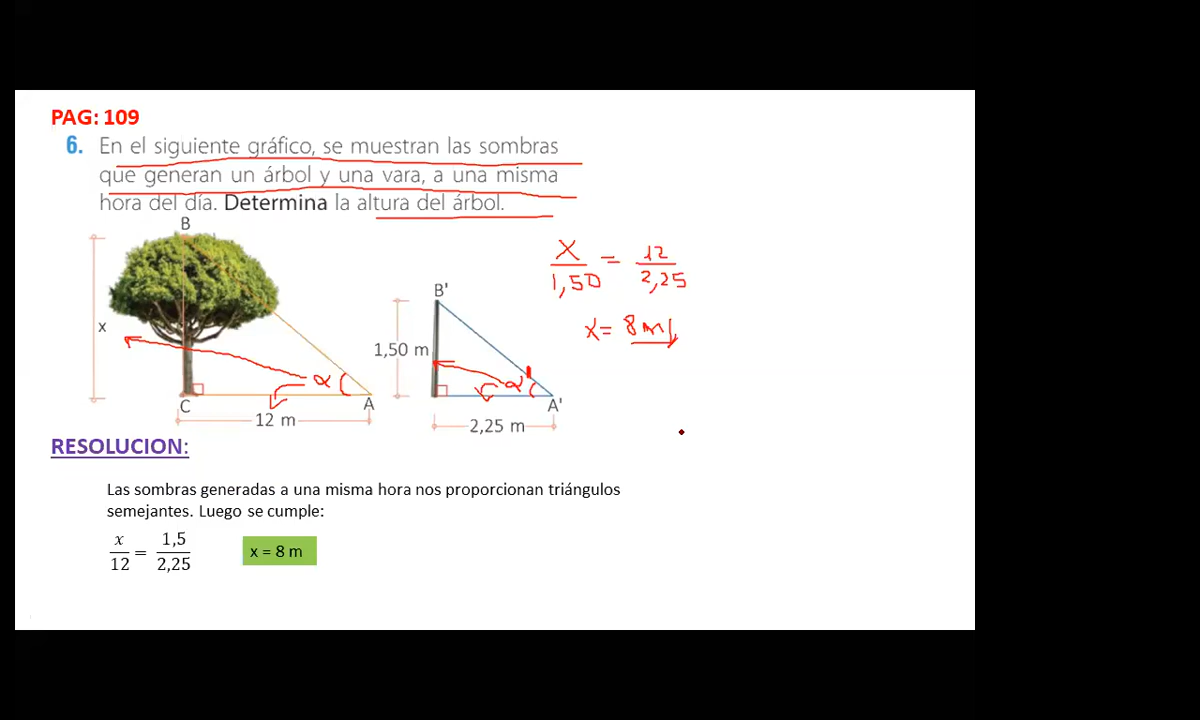 PAG: 109
6. En el siguiente gráfico, se muestran las sombras
que generan un árbol y una vara, a una misma
hora del día. Determina la altura del árbol.
B
x
C
A
12 m
α
B'
1,50 m
α
A'
2,25 m
X/1,50 = 12/2,25
x = 8m
RESOLUCION:
Las sombras generadas a una misma hora nos proporcionan triángulos
semejantes. Luego se cumple:
x/12 = 1,5/2,25
x = 8 m